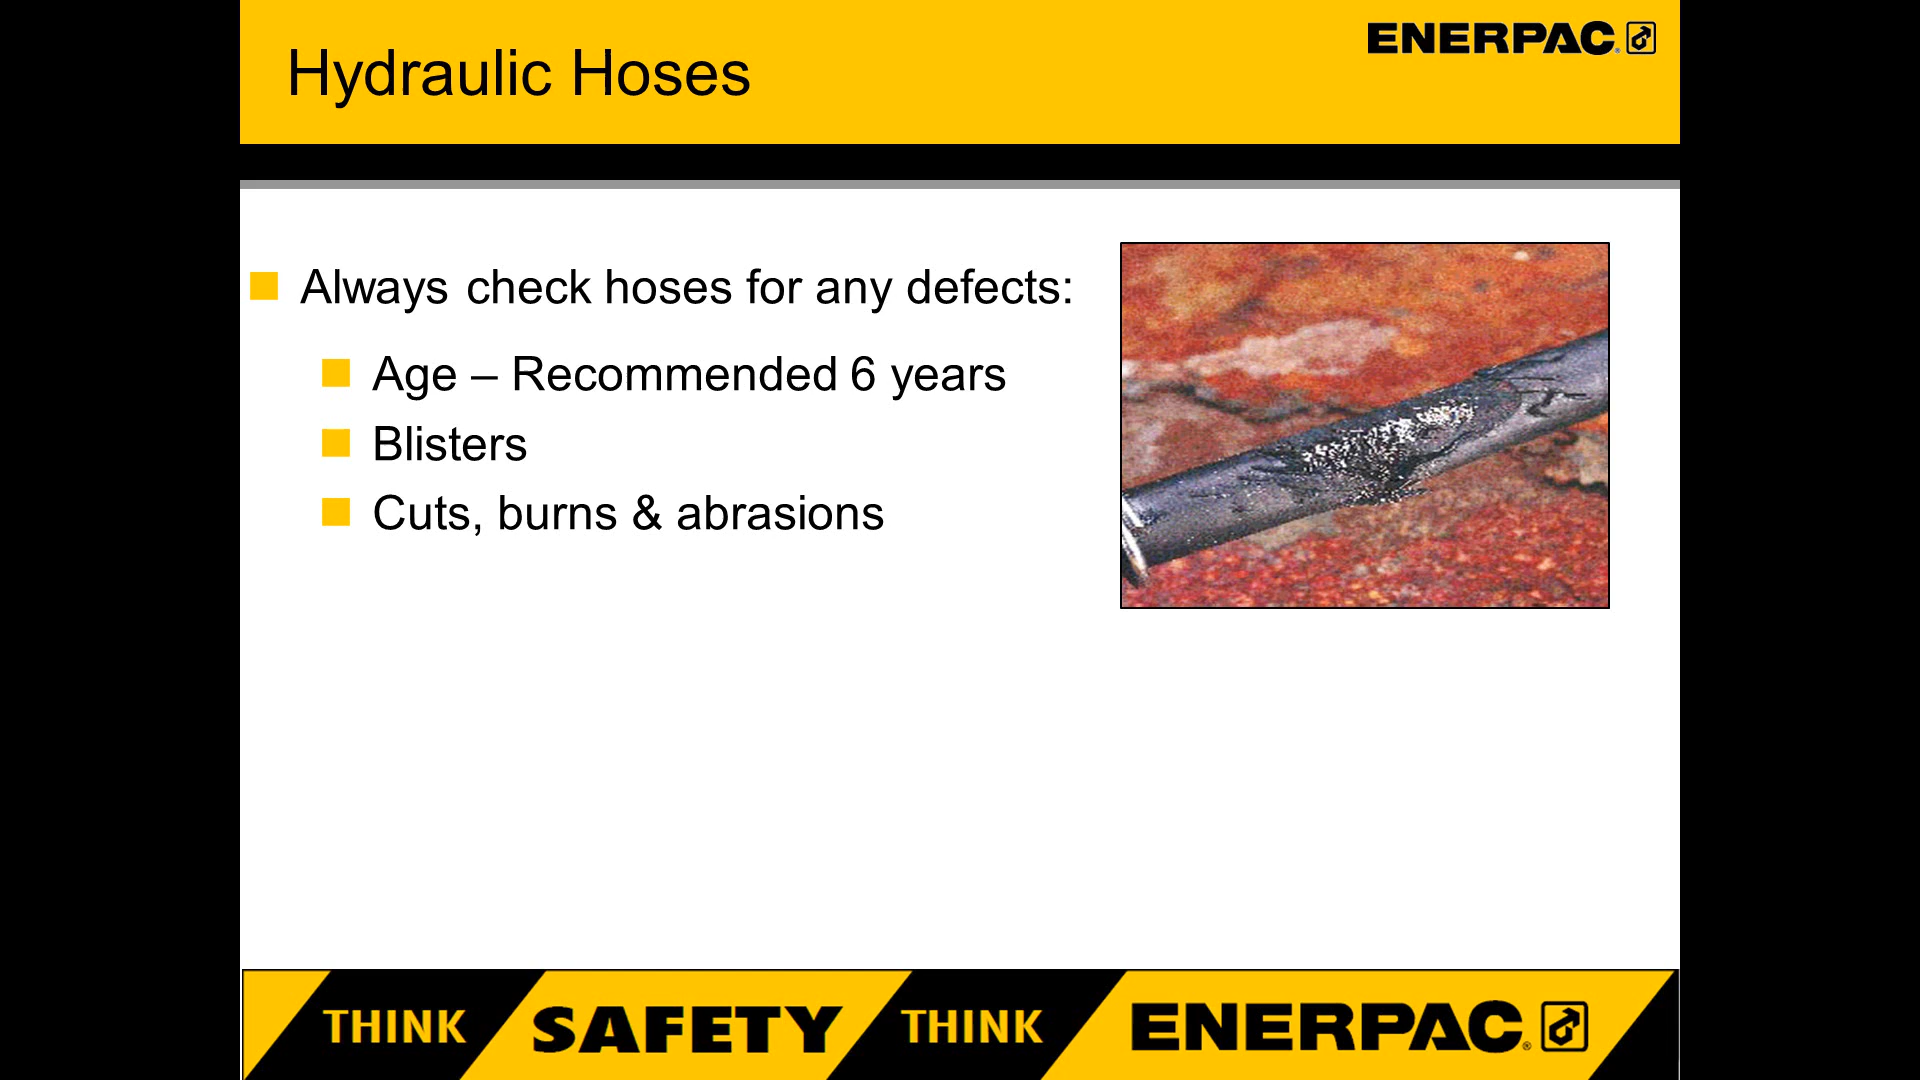 Hydraulic Hoses
ENERPAC
Always check hoses for any defects:
Age – Recommended 6 years
Blisters
Cuts, burns & abrasions
THINK SAFETY THINK ENERPAC®